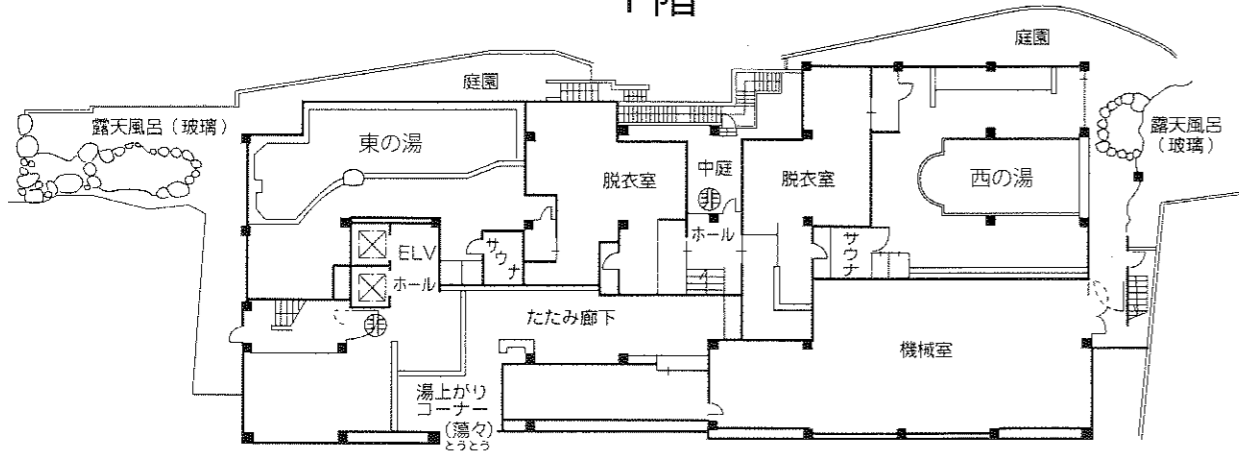 1階
庭園
庭園
露天風呂(玻璃)
東の湯
脱衣室
中庭
非
脱衣室
西の湯
露天風呂
(玻璃)
ELV
ホール
サウナ
ホール
サウナ
非
たたみ廊下
機械室
湯上がり
コーナー
(蕩々)
とうとう